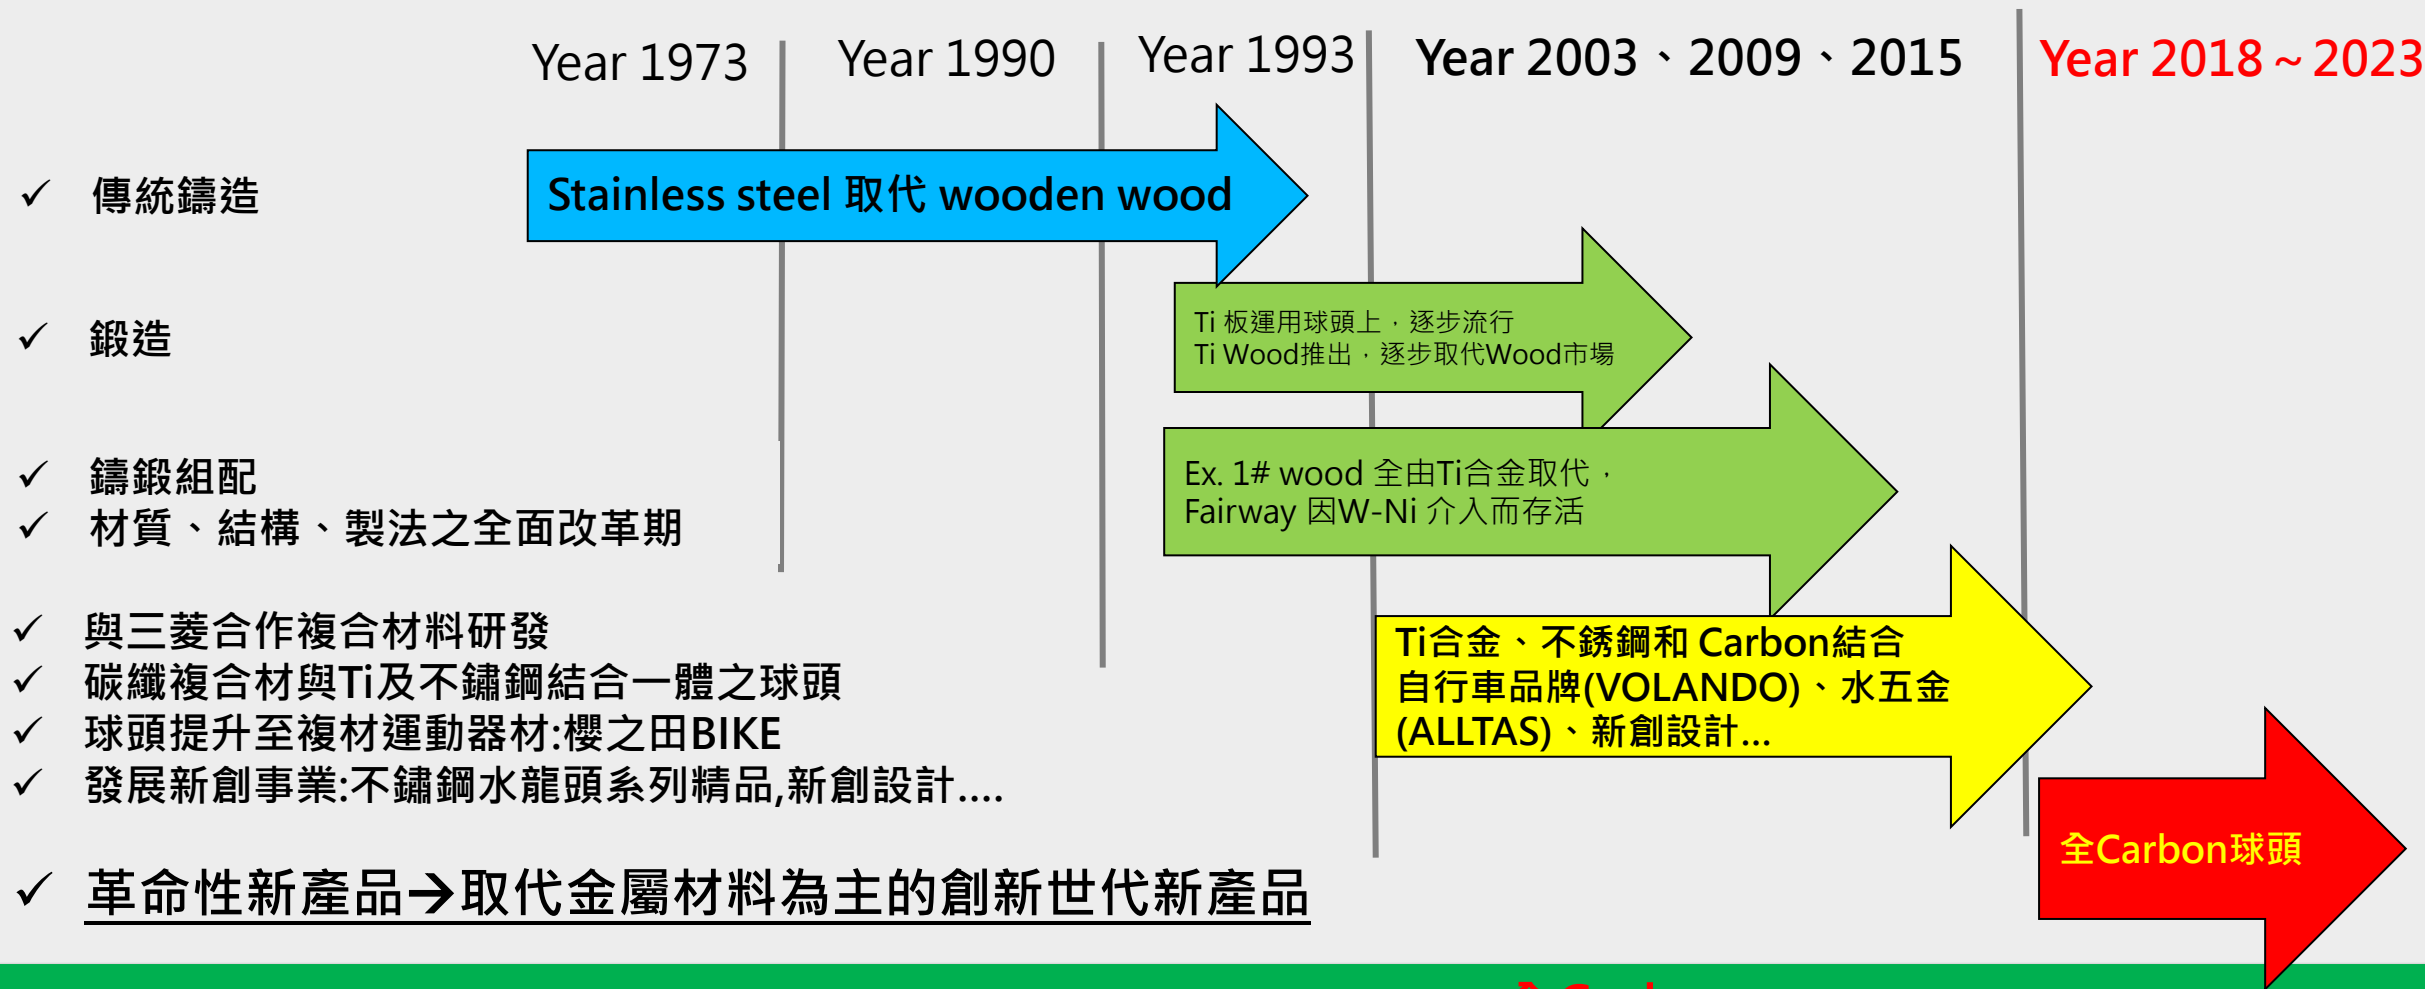 Year 1973
Year 1990
Year 1993
Year 2003、2009、2015
Year 2018～2023
✓ 傳統鑄造
Stainless steel 取代 wooden wood
✓ 鍛造
Ti 板運用球頭上，逐步流行
Ti Wood推出，逐步取代Wood市場
✓ 鑄鍛組配
✓ 材質、結構、製法之全面改革期
Ex. 1# wood 全由Ti合金取代，
Fairway 因W-Ni 介入而存活
✓ 與三菱合作複合材料研發
✓ 碳纖複合材與Ti及不鏽鋼結合一體之球頭
✓ 球頭提升至複材運動器材:櫻之田BIKE
✓ 發展新創事業:不鏽鋼水龍頭系列精品,新創設計....
Ti合金、不銹鋼和 Carbon結合
自行車品牌(VOLANDO)、水五金
(ALLTAS)、新創設計...
全Carbon球頭
✓ 革命性新產品→取代金屬材料為主的創新世代新產品